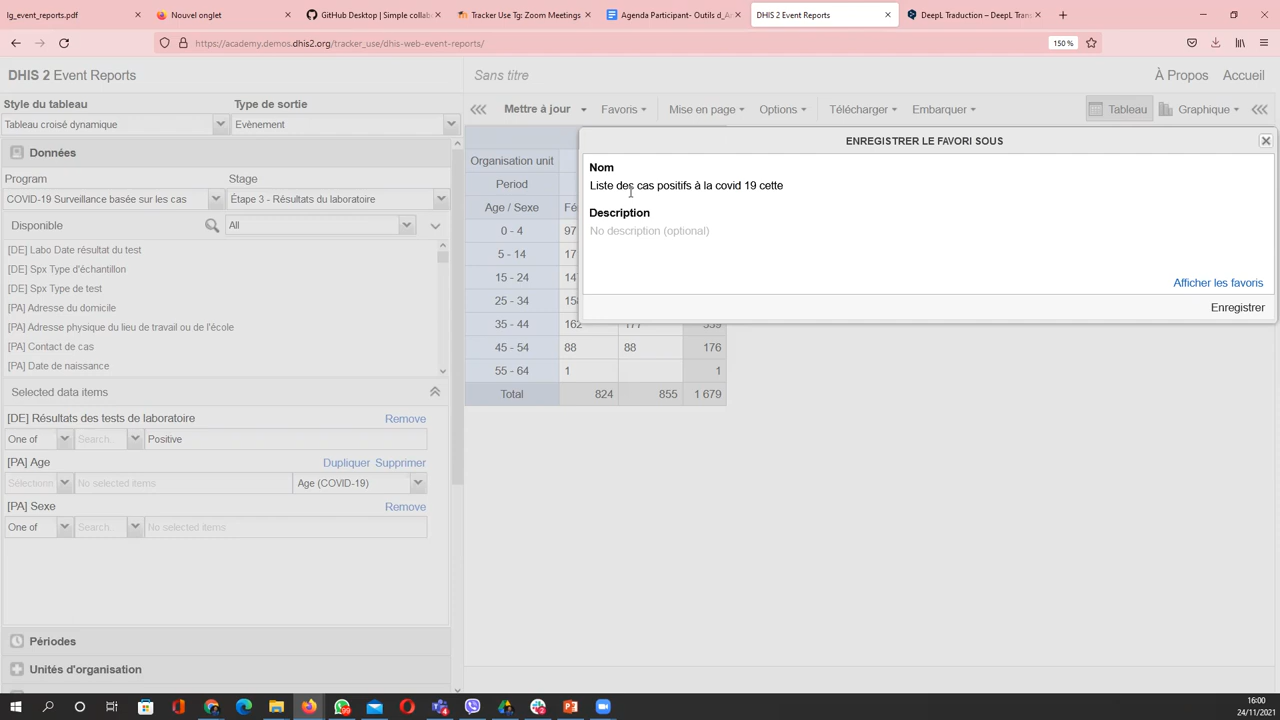 lg_event_reports.pdf
Nouvel onglet
GitHub Desktop | Simple collab
Tracker Use Tg: Zoom Meetings
Agenda Participant- Outils d_A
DHIS 2 Event Reports
DeepL Traduction – DeepL Tran
https://academy.demos.dhis2.org/tracker_use/dhis-web-event-reports/
150 %
DHIS 2 Event Reports
Sans titre
À Propos
Accueil
Style du tableau
Type de sortie
Mettre à jour
Favoris
Mise en page
Options
Télécharger
Embarquer
Tableau
Graphique
Tableau croisé dynamique
Evènement
Données
ENREGISTRER LE FAVORI SOUS
Program
Stage
COVID-19 Surveillance basée sur les cas
Étape 3 - Résultats du laboratoire
Disponible
All
[DE] Labo Date résultat du test
[DE] Spx Type d'échantillon
[DE] Spx Type de test
[PA] Adresse du domicile
[PA] Adresse physique du lieu de travail ou de l'école
[PA] Contact de cas
[PA] Date de naissance
Selected data items
[DE] Résultats des tests de laboratoire
Remove
One of
Search..
Positive
[PA] Age
Dupliquer
Supprimer
Sélectionn
No selected items
Age (COVID-19)
[PA] Sexe
Remove
One of
Search..
No selected items
Périodes
Unités d'organisation
Nom
Liste des cas positifs à la covid 19 cette
Description
No description (optional)
Afficher les favoris
Enregistrer
Organisation unit
Period
Age / Sexe
0 - 4 97
5 - 14 17
15 - 24 14
25 - 34 158
35 - 44 162 177 339
45 - 54 88 88 176
55 - 64 1 1
Total 824 855 1 679
16:00
24/11/2021